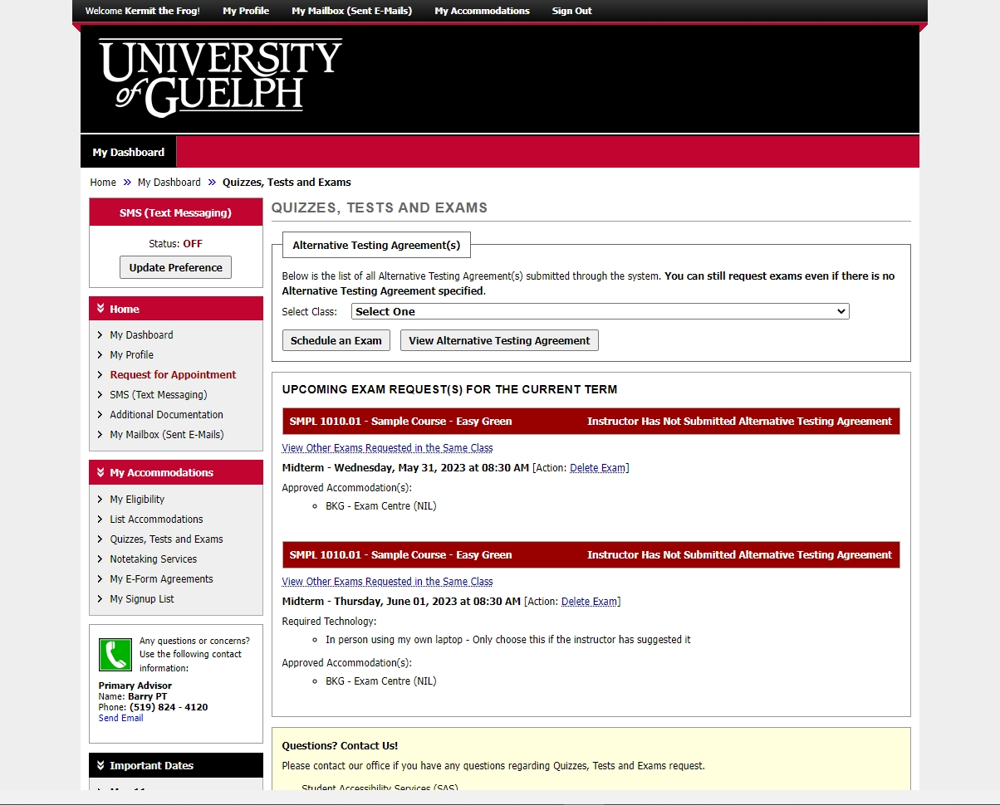 Welcome Kermit the Frog! My Profile My Mailbox (Sent E-Mails) My Accommodations Sign Out
UNIVERSITY
of GUELPH
My Dashboard
Home » My Dashboard » Quizzes, Tests and Exams
SMS (Text Messaging)
Status: OFF
Update Preference
Home
My Dashboard
My Profile
Request for Appointment
SMS (Text Messaging)
Additional Documentation
My Mailbox (Sent E-Mails)
My Accommodations
My Eligibility
List Accommodations
Quizzes, Tests and Exams
Notetaking Services
My E-Form Agreements
My Signup List
Any questions or concerns?
Use the following contact
information:
Primary Advisor
Name: Barry PT
Phone: (519) 824 - 4120
Send Email
Important Dates
QUIZZES, TESTS AND EXAMS
Alternative Testing Agreement(s)
Below is the list of all Alternative Testing Agreement(s) submitted through the system. You can still request exams even if there is no
Alternative Testing Agreement specified.
Select Class: Select One
Schedule an Exam View Alternative Testing Agreement
UPCOMING EXAM REQUEST(S) FOR THE CURRENT TERM
SMPL 1010.01 - Sample Course - Easy Green Instructor Has Not Submitted Alternative Testing Agreement
View Other Exams Requested in the Same Class
Midterm - Wednesday, May 31, 2023 at 08:30 AM [Action: Delete Exam]
Approved Accommodation(s):
BKG - Exam Centre (NIL)
SMPL 1010.01 - Sample Course - Easy Green Instructor Has Not Submitted Alternative Testing Agreement
View Other Exams Requested in the Same Class
Midterm - Thursday, June 01, 2023 at 08:30 AM [Action: Delete Exam]
Required Technology:
In person using my own laptop - Only choose this if the instructor has suggested it
Approved Accommodation(s):
BKG - Exam Centre (NIL)
Questions? Contact Us!
Please contact our office if you have any questions regarding Quizzes, Tests and Exams request.
Student Accessibility Services (SAS)